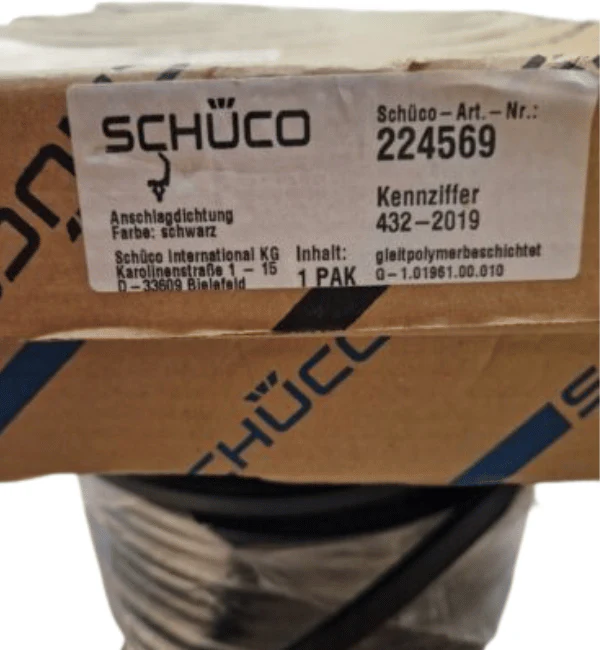 SCHÜCO
Anschlagdichtung
Farbe: schwarz
Schüco International KG
Karolinenstraße 1 - 15
D-33609 Bielefeld
Inhalt:
1 PAK
Schüco-Art.-Nr.:
224569
Kennziffer
432-2019
gleitpolymerbeschichtet
Q-1.01961.00.010
SCHÜCO